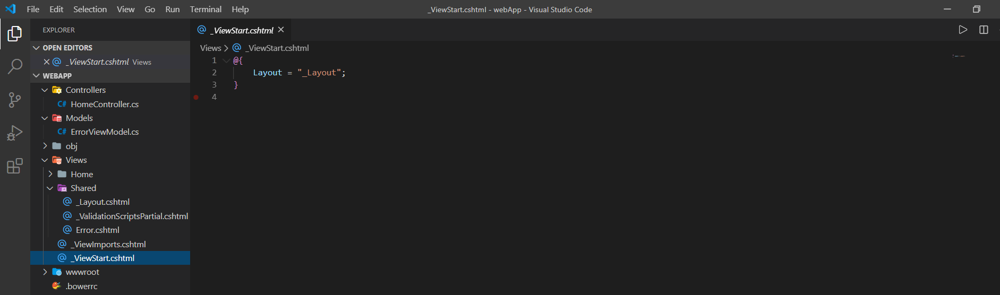 File Edit Selection View Go Run Terminal Help _ViewStart.cshtml - webApp - Visual Studio Code
EXPLORER
OPEN EDITORS
_ViewStart.cshtml Views
WEBAPP
Controllers
C# HomeController.cs
Models
C# ErrorViewModel.cs
obj
Views
Home
Shared
_Layout.cshtml
_ValidationScriptsPartial.cshtml
Error.cshtml
_ViewImports.cshtml
_ViewStart.cshtml
wwwroot
.bowerrc
_ViewStart.cshtml
Views > _ViewStart.cshtml
1 @{
2 Layout = "_Layout";
3 }
4